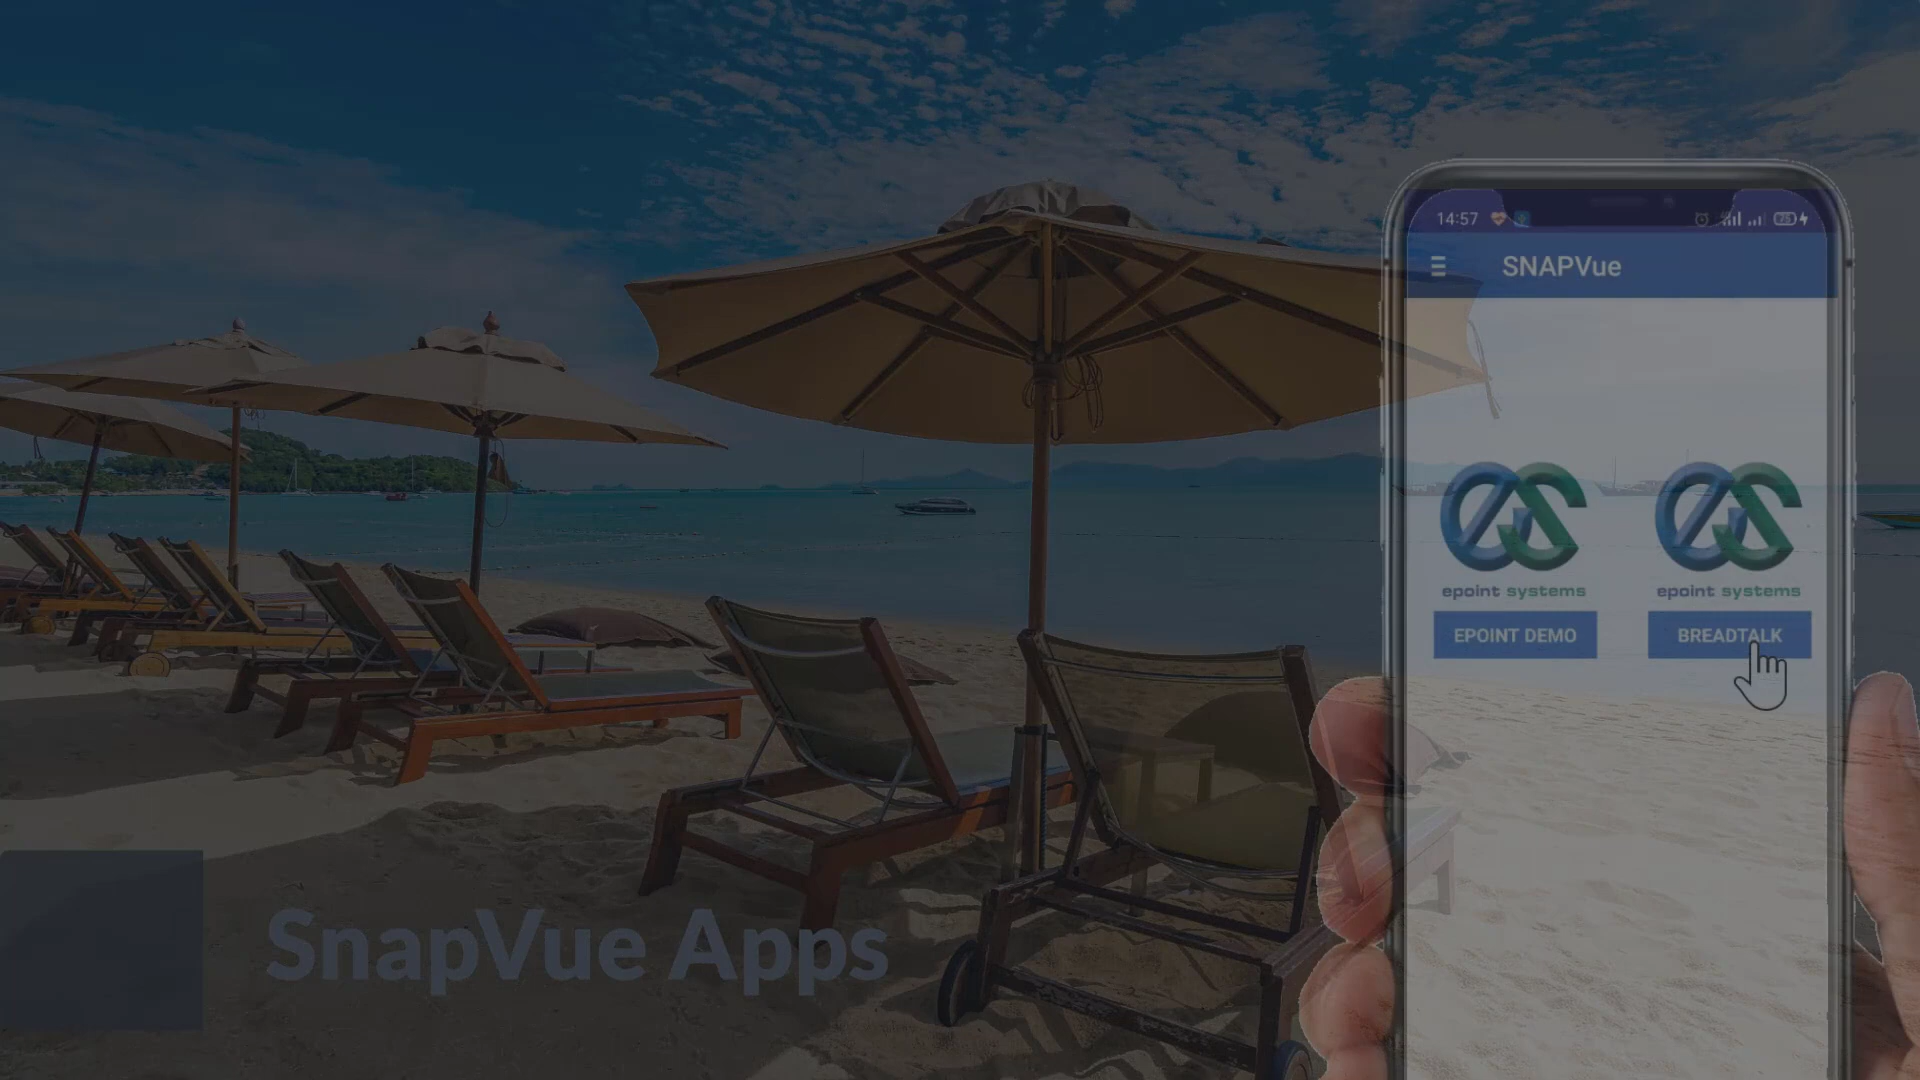 14:57
SNAPVue
epoint systems
epoint systems
EPOINT DEMO
BREADTALK
SnapVue Apps